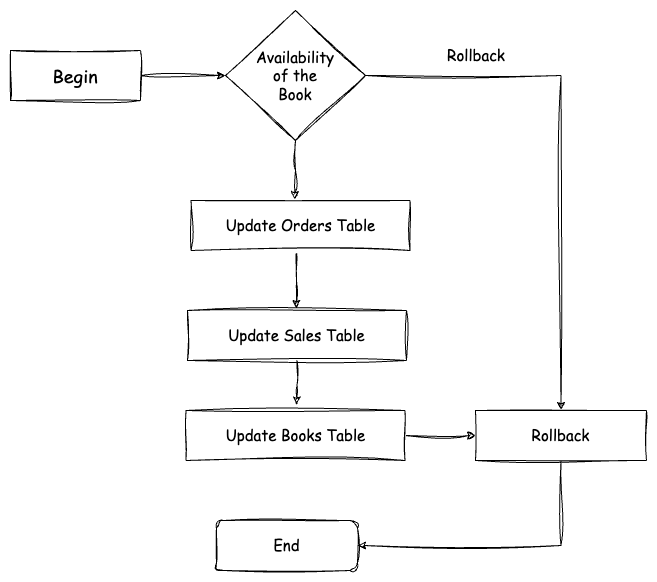 Begin
Availability
of the
Book
Rollback
Update Orders Table
Update Sales Table
Update Books Table
Rollback
End